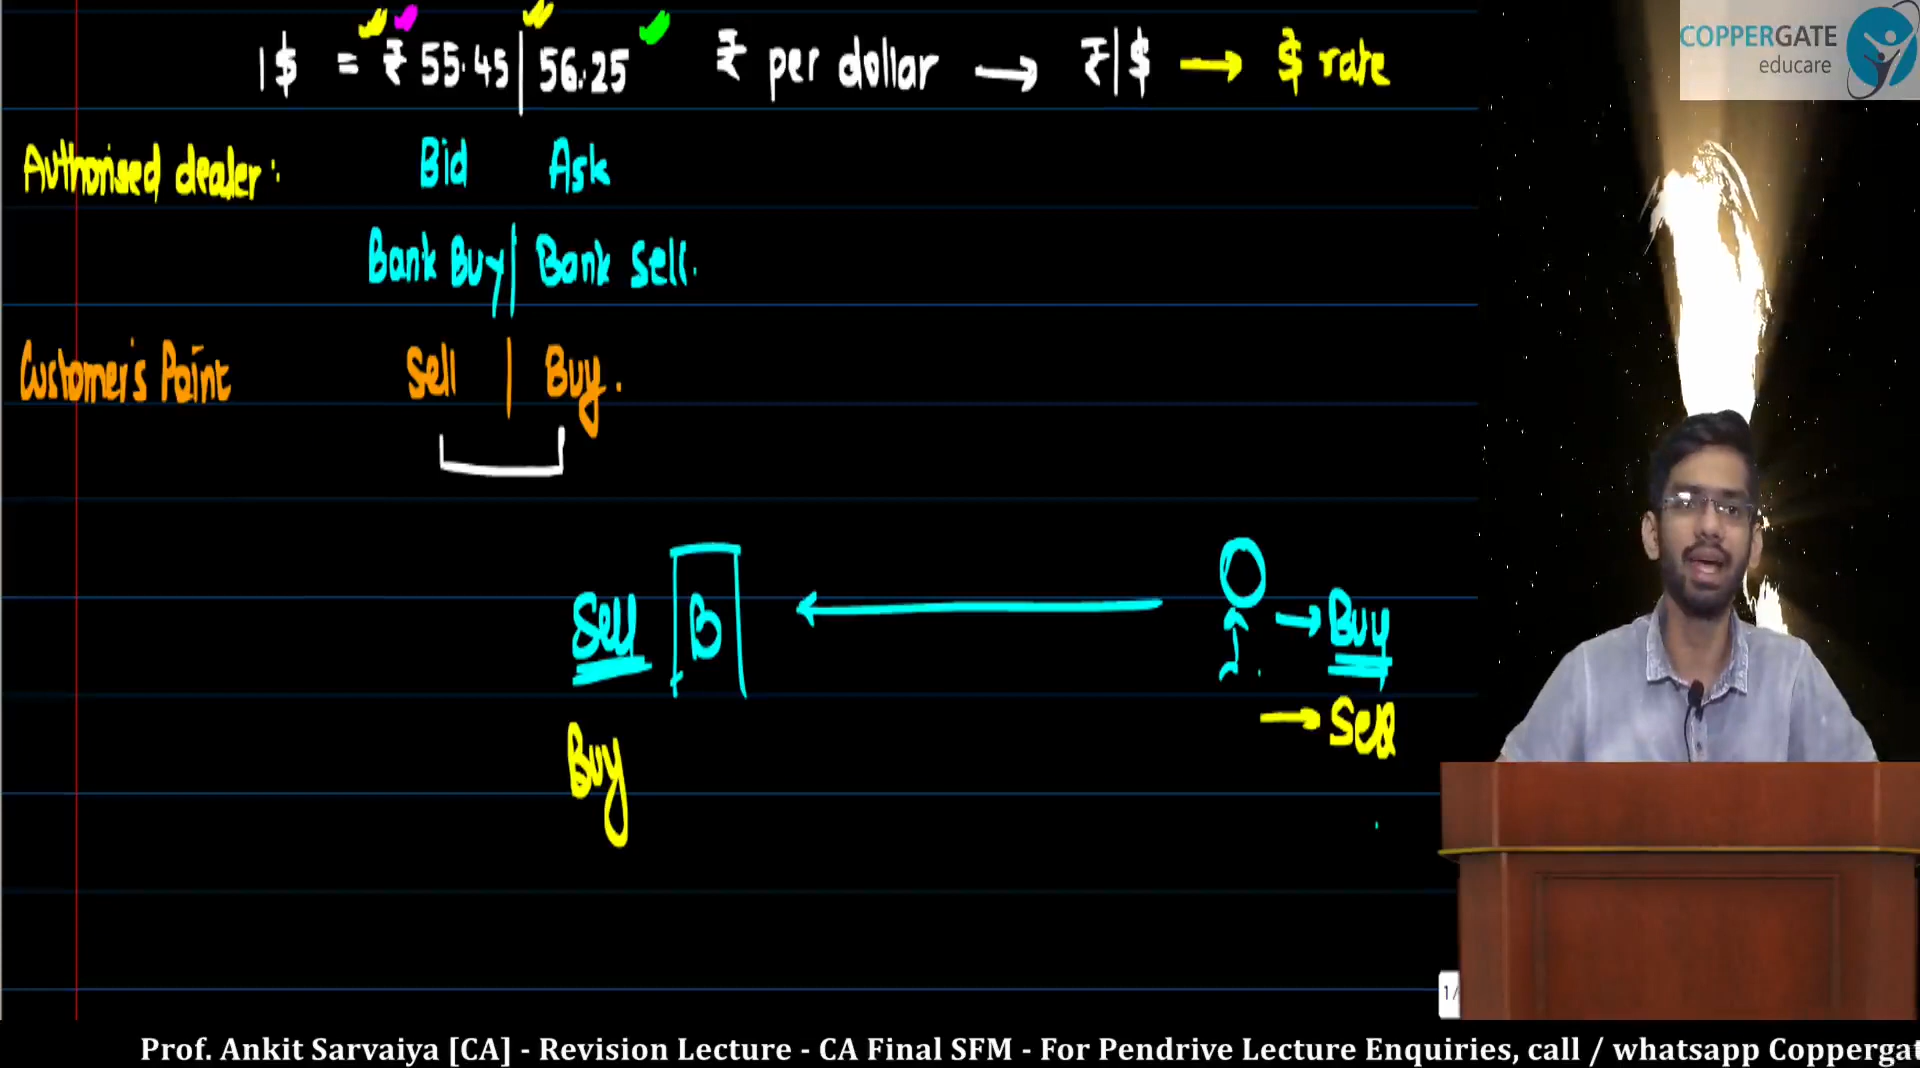 1$ = ₹ 55.45 | 56.25 ₹ per dollar → ₹|$ → $ rate
COPPERGATE
educare
Authorised dealer: Bid Ask
Bank Buy | Bank Sell.
Customer's Point Sell | Buy.
Sell B → Buy
→ Sell
Buy
1/
Prof. Ankit Sarvaiya [CA] - Revision Lecture - CA Final SFM - For Pendrive Lecture Enquiries, call / whatsapp Coppergat